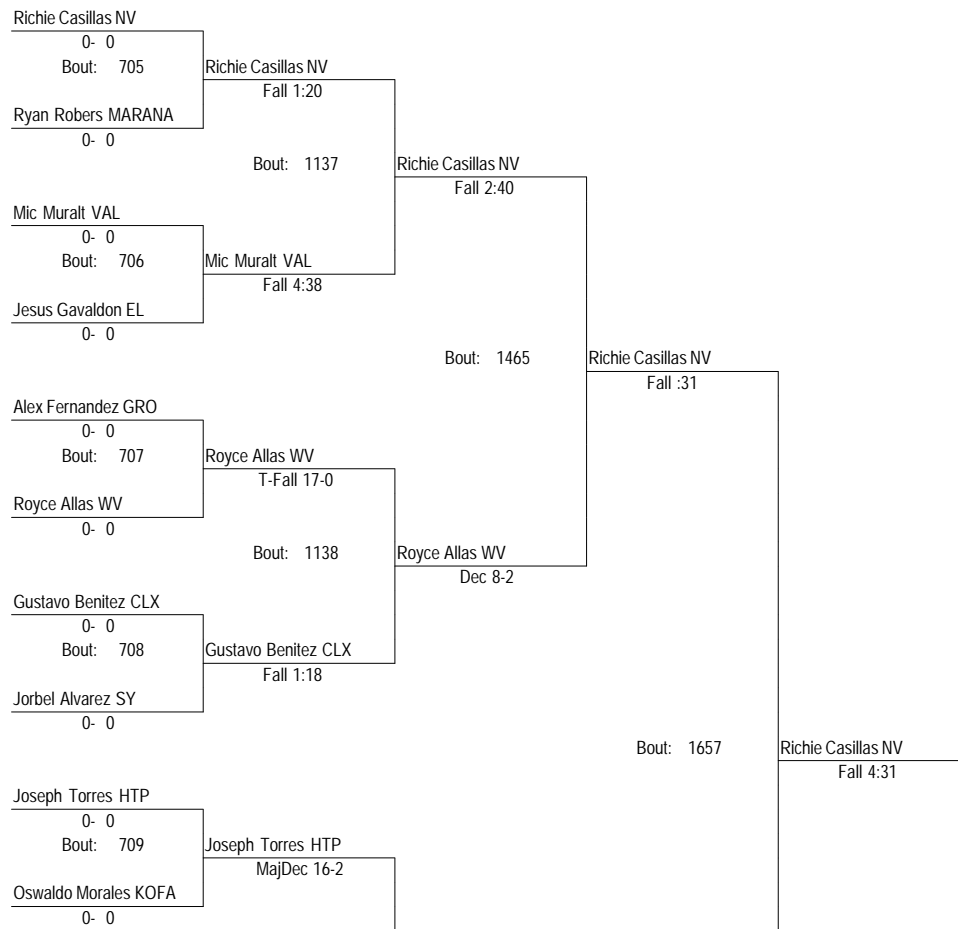 Richie Casillas NV
0- 0
Bout: 705
Richie Casillas NV
Fall 1:20
Ryan Robers MARANA
0- 0
Bout: 1137
Richie Casillas NV
Fall 2:40
Mic Muralt VAL
0- 0
Bout: 706
Mic Muralt VAL
Fall 4:38
Jesus Gavaldon EL
0- 0
Bout: 1465
Richie Casillas NV
Fall :31
Alex Fernandez GRO
0- 0
Bout: 707
Royce Allas WV
T-Fall 17-0
Royce Allas WV
0- 0
Bout: 1138
Royce Allas WV
Dec 8-2
Gustavo Benitez CLX
0- 0
Bout: 708
Gustavo Benitez CLX
Fall 1:18
Jorbel Alvarez SY
0- 0
Bout: 1657
Richie Casillas NV
Fall 4:31
Joseph Torres HTP
0- 0
Bout: 709
Joseph Torres HTP
MajDec 16-2
Oswaldo Morales KOFA
0- 0